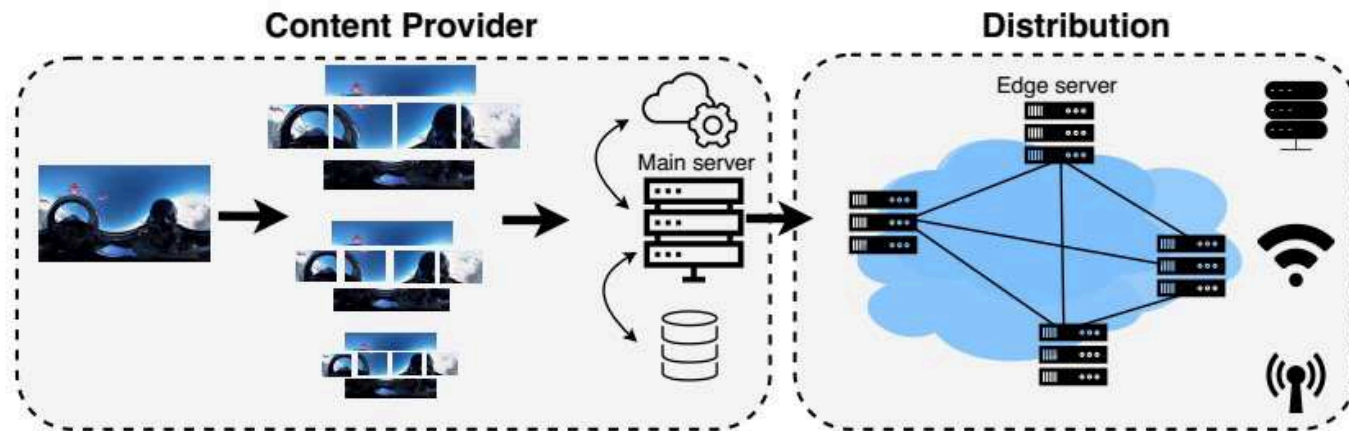 Content Provider
Distribution
Edge server
Main server